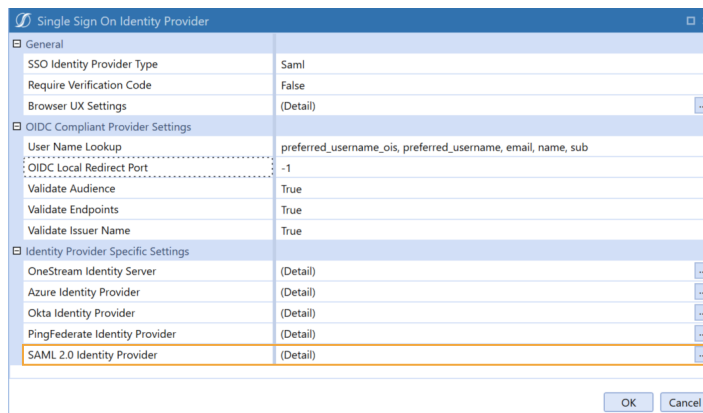 Single Sign On Identity Provider
General
SSO Identity Provider Type Saml
Require Verification Code False
Browser UX Settings (Detail)
OIDC Compliant Provider Settings
User Name Lookup preferred_username_ois, preferred_username, email, name, sub
OIDC Local Redirect Port -1
Validate Audience True
Validate Endpoints True
Validate Issuer Name True
Identity Provider Specific Settings
OneStream Identity Server (Detail)
Azure Identity Provider (Detail)
Okta Identity Provider (Detail)
PingFederate Identity Provider (Detail)
SAML 2.0 Identity Provider (Detail)
OK Cancel